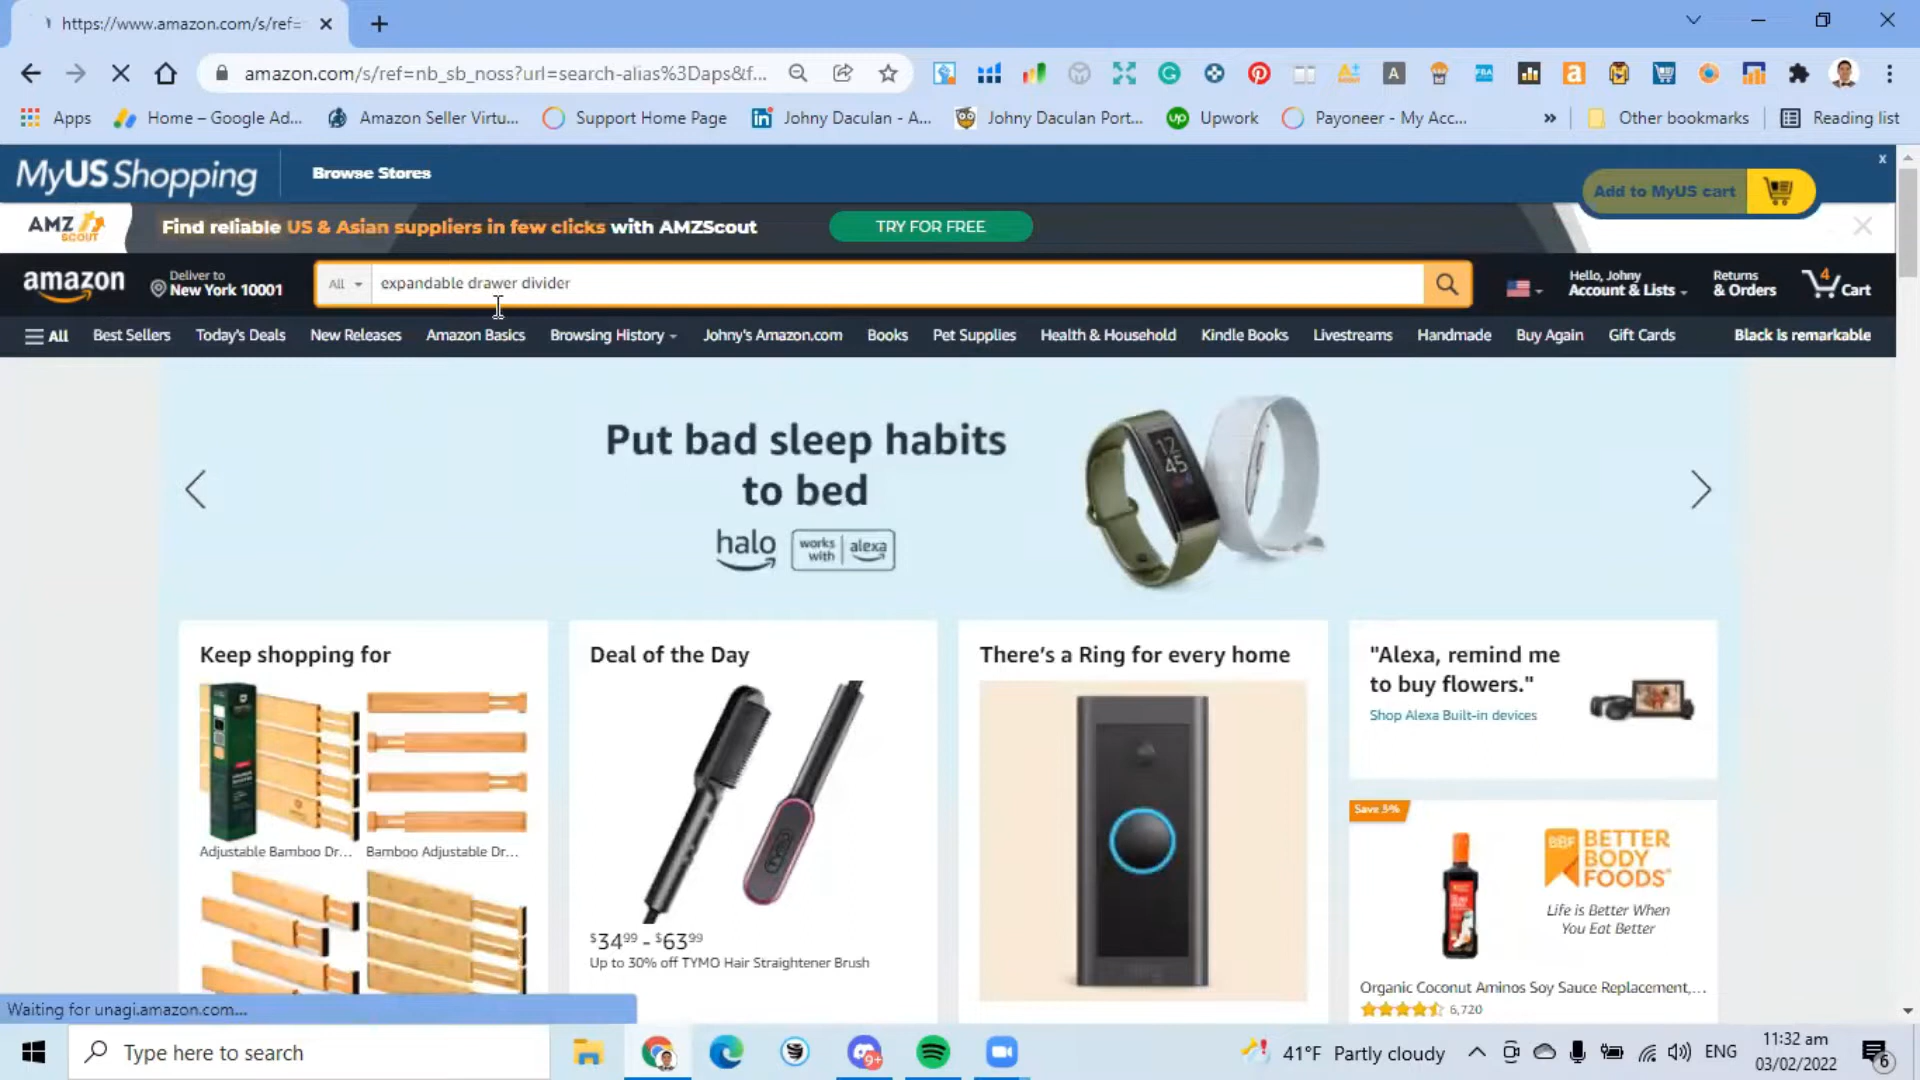 https://www.amazon.com/s/ref=
amazon.com/s/ref=nb_sb_noss?url=search-alias%3Daps&f...
Apps
Home – Google Ad...
Amazon Seller Virtu...
Support Home Page
Johny Daculan - A...
Johny Daculan Port...
Upwork
Payoneer - My Acc...
Other bookmarks
Reading list
MyUS Shopping
Browse Stores
x
Add to MyUS cart
AMZ SCOUT
Find reliable US & Asian suppliers in few clicks with AMZScout
TRY FOR FREE
amazon
Deliver to
New York 10001
All
expandable drawer divider
Hello, Johny
Account & Lists
Returns
& Orders
4
Cart
All
Best Sellers
Today's Deals
New Releases
Amazon Basics
Browsing History
Johny's Amazon.com
Books
Pet Supplies
Health & Household
Kindle Books
Livestreams
Handmade
Buy Again
Gift Cards
Black is remarkable
Put bad sleep habits
to bed
halo
works with alexa
12
45
Keep shopping for
Adjustable Bamboo Dr...
Bamboo Adjustable Dr...
Deal of the Day
$34⁹⁹ - $63⁹⁹
Up to 30% off TYMO Hair Straightener Brush
There's a Ring for every home
"Alexa, remind me
to buy flowers."
Shop Alexa Built-in devices
Save 5%
BBF BETTER
BODY
FOODS
Life is Better When
You Eat Better
Organic Coconut Aminos Soy Sauce Replacement,...
6,720
Waiting for unagi.amazon.com...
Type here to search
9+
41°F Partly cloudy
ENG
11:32 am
03/02/2022
6